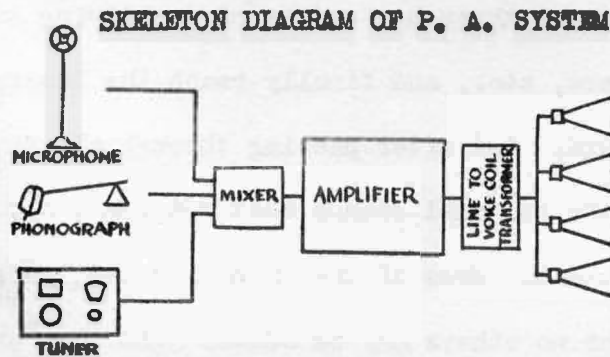 SKELETON DIAGRAM OF P. A. SYSTEM
MICROPHONE
PHONOGRAPH
TUNER
MIXER
AMPLIFIER
LINE TO
VOICE COIL
TRANSFORMER